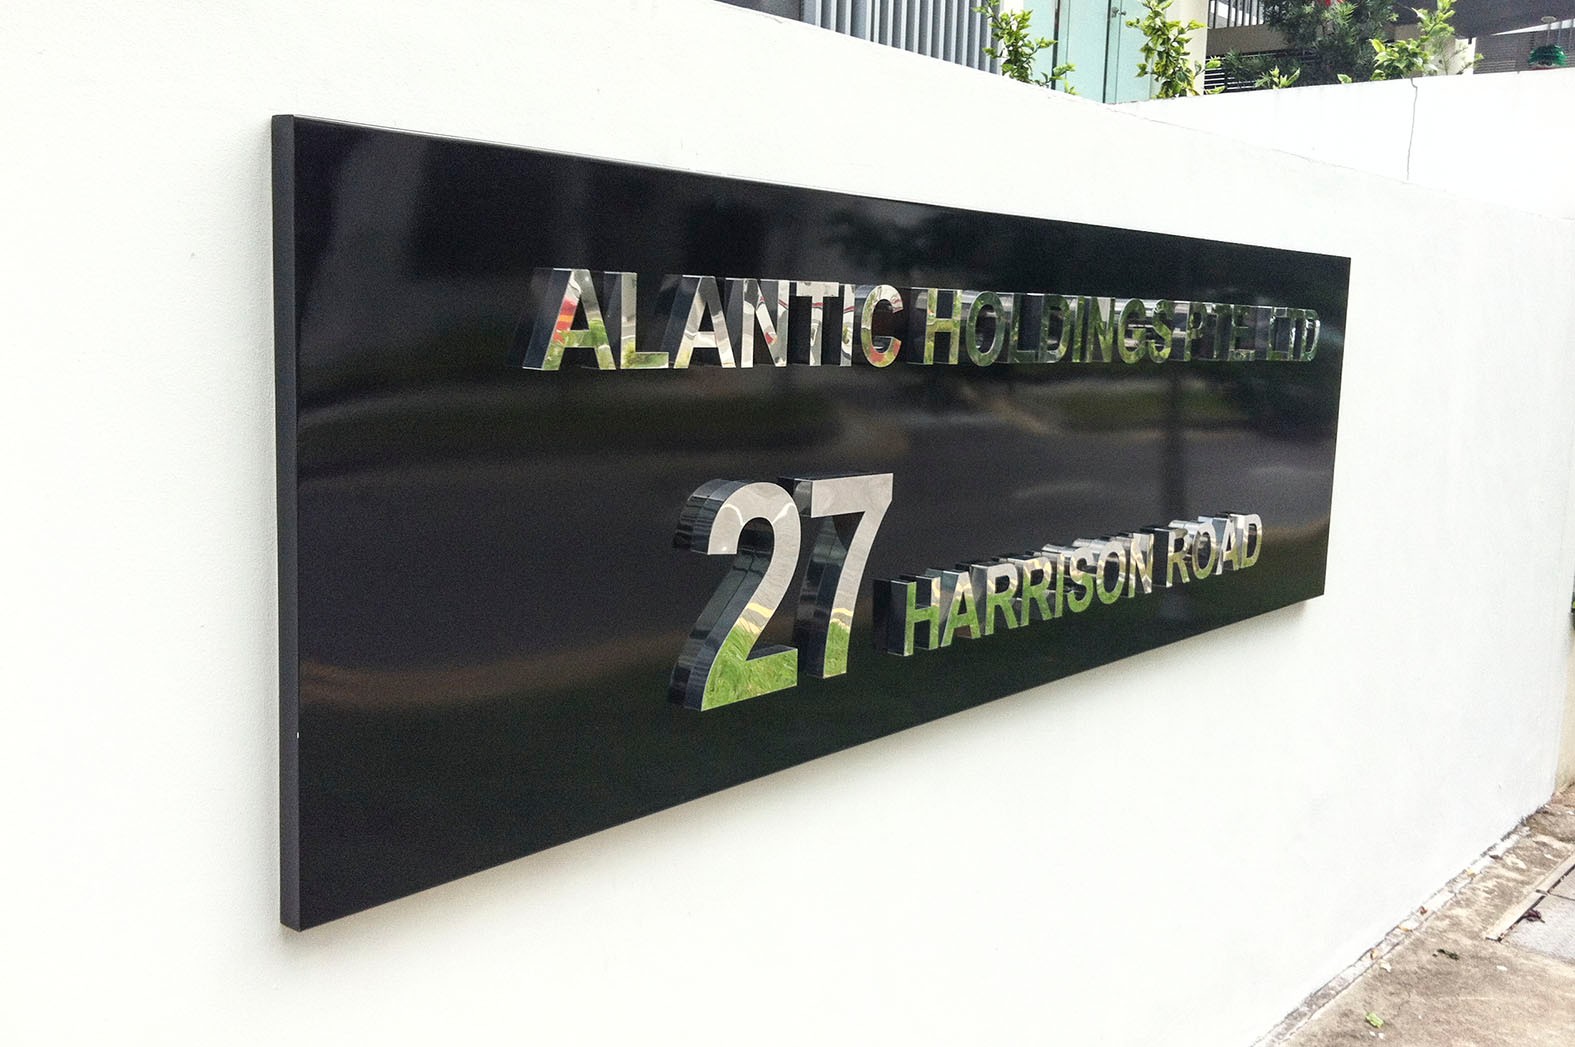 ALANTIC HOLDINGS PTE. LTD
27 HARRISON ROAD